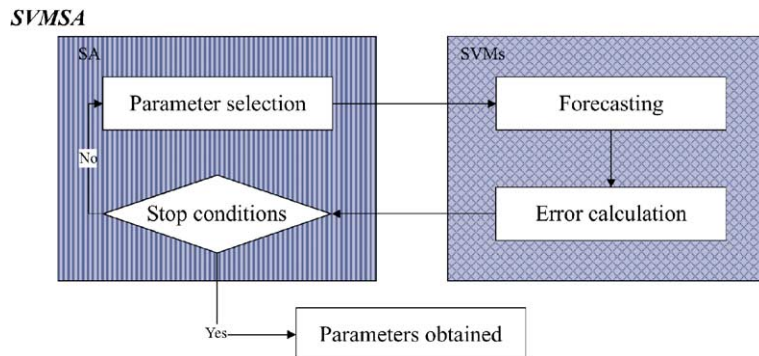 SVMSA
SA
SVMs
Parameter selection
Forecasting
No
Stop conditions
Error calculation
Yes
Parameters obtained